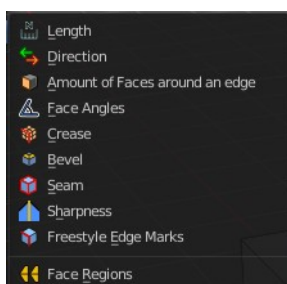 Length
Direction
Amount of Faces around an edge
Face Angles
Crease
Bevel
Seam
Sharpness
Freestyle Edge Marks
Face Regions